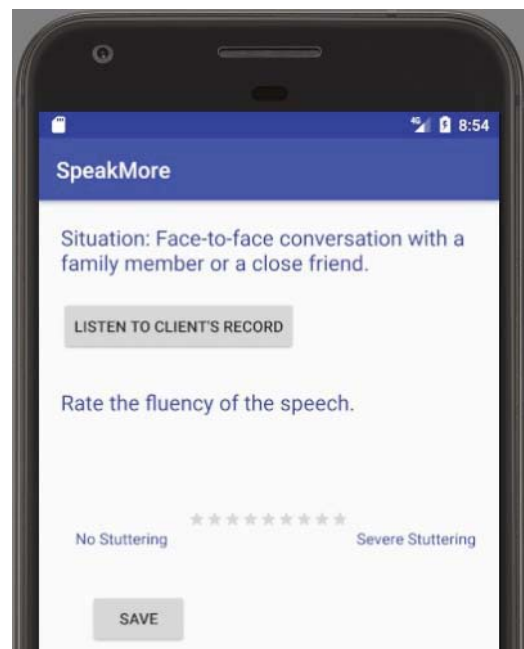 4G 8:54
SpeakMore
Situation: Face-to-face conversation with a
family member or a close friend.
LISTEN TO CLIENT'S RECORD
Rate the fluency of the speech.
No Stuttering Severe Stuttering
SAVE